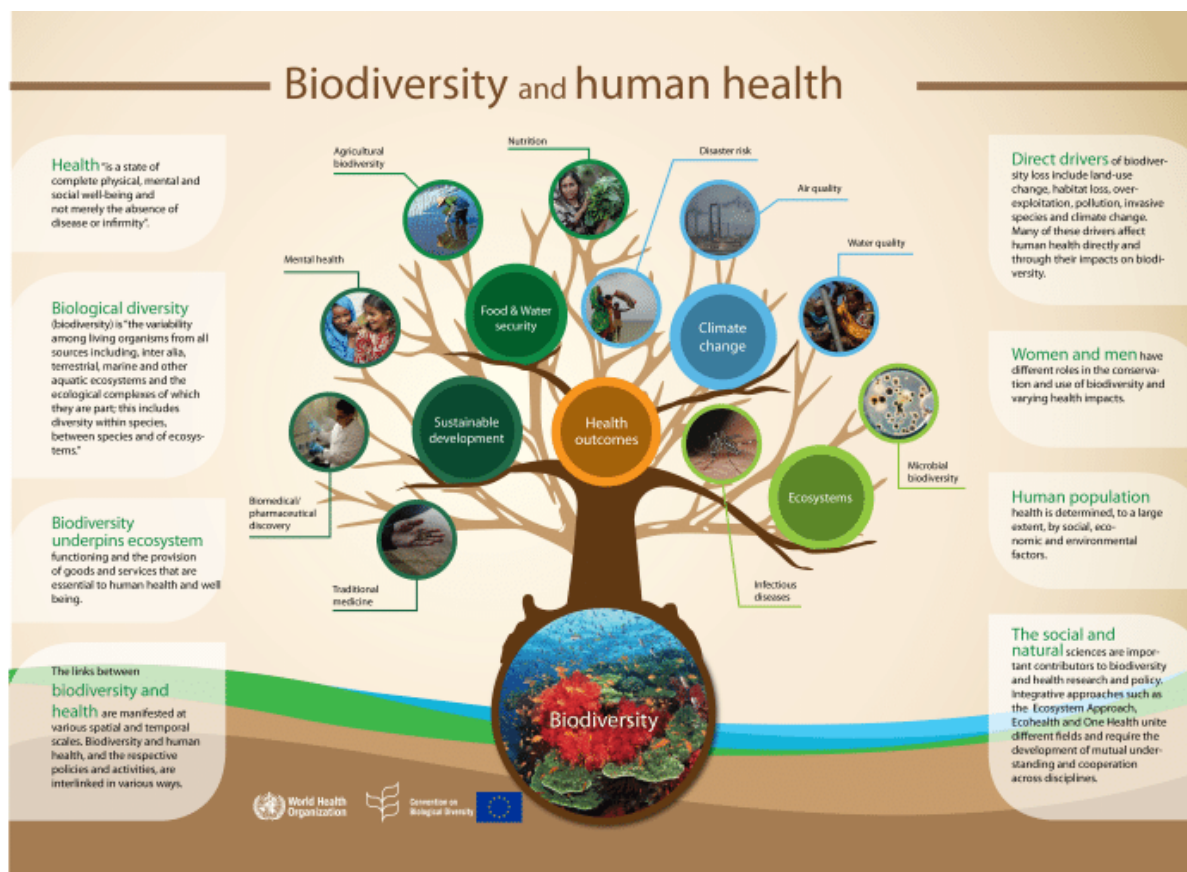 Biodiversity and human health
Health "is a state of
complete physical, mental and
social well-being and
not merely the absence of
disease or infirmity".
Biological diversity
(biodiversity) is "the variability
among living organisms from all
sources including, inter alia,
terrestrial, marine and other
aquatic ecosystems and the
ecological complexes of which
they are part; this includes
diversity within species,
between species and of ecosys-
tems."
Biodiversity
underpins ecosystem
functioning and the provision
of goods and services that are
essential to human health and well
being.
The links between
biodiversity and
health are manifested at
various spatial and temporal
scales. Biodiversity and human
health, and the respective
policies and activities, are
interlinked in various ways.
Agricultural
biodiversity
Nutrition
Disaster risk
Air quality
Water quality
Mental health
Food & Water
security
Climate
change
Sustainable
development
Health
outcomes
Ecosystems
Microbial
biodiversity
Biomedical/
pharmaceutical
discovery
Traditional
medicine
Infectious
diseases
Biodiversity
World Health
Organization
Convention on
Biological Diversity
Direct drivers of biodiver-
sity loss include land-use
change, habitat loss, over-
exploitation, pollution, invasive
species and climate change.
Many of these drivers affect
human health directly and
through their impacts on biodi-
versity.
Women and men have
different roles in the conserva-
tion and use of biodiversity and
varying health impacts.
Human population
health is determined, to a large
extent, by social, eco-
nomic and environmental
factors.
The social and
natural sciences are impor-
tant contributors to biodiversity
and health research and policy.
Integrative approaches such as
the Ecosystem Approach,
Ecohealth and One Health unite
different fields and require the
development of mutual under-
standing and cooperation
across disciplines.